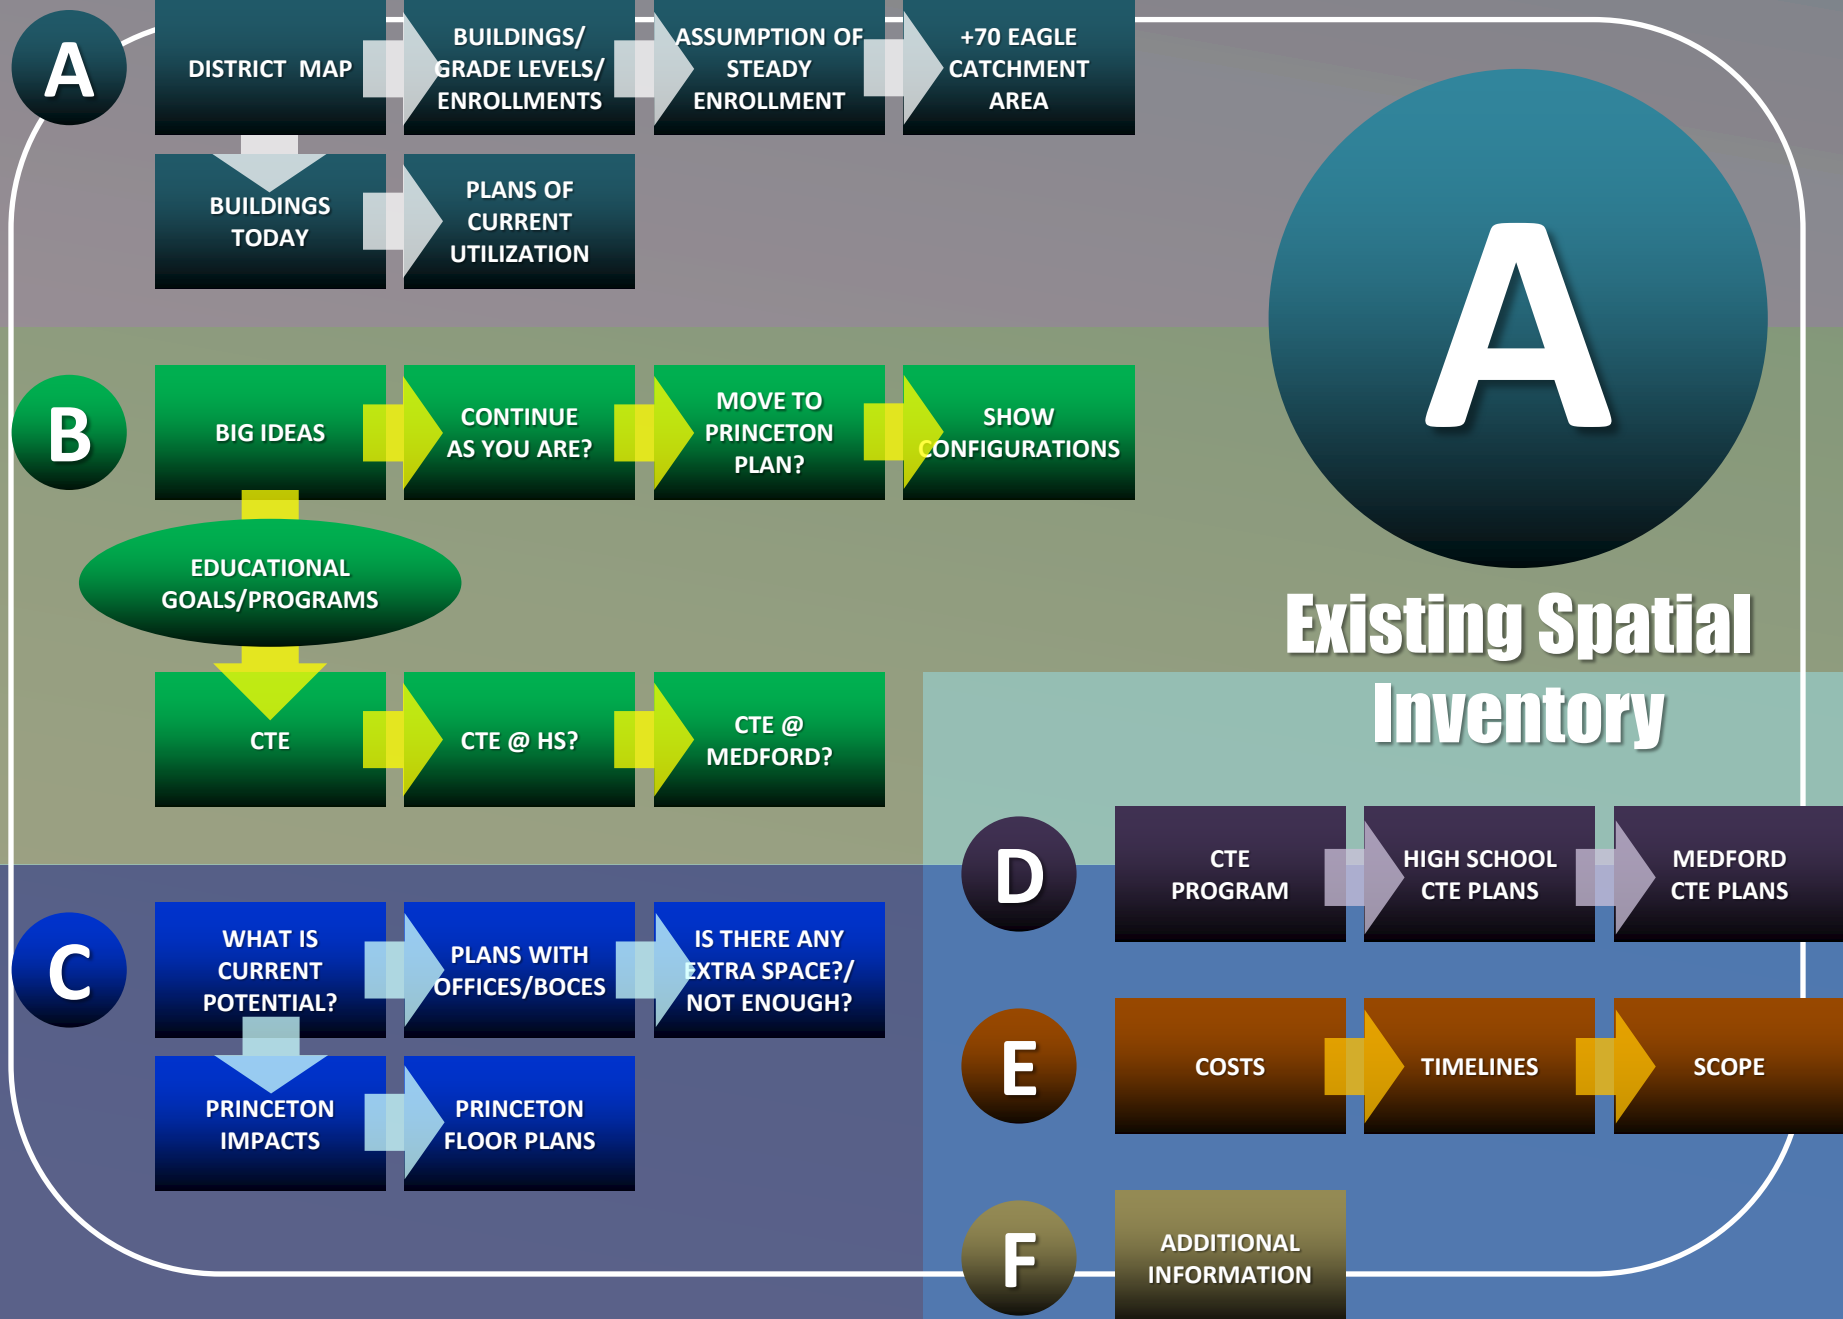 A
DISTRICT MAP
BUILDINGS/
GRADE LEVELS/
ENROLLMENTS
ASSUMPTION OF
STEADY
ENROLLMENT
+70 EAGLE
CATCHMENT
AREA
BUILDINGS
TODAY
PLANS OF
CURRENT
UTILIZATION
A
Existing Spatial
Inventory
B
BIG IDEAS
CONTINUE
AS YOU ARE?
MOVE TO
PRINCETON
PLAN?
SHOW
CONFIGURATIONS
EDUCATIONAL
GOALS/PROGRAMS
CTE
CTE @ HS?
CTE @
MEDFORD?
C
WHAT IS
CURRENT
POTENTIAL?
PLANS WITH
OFFICES/BOCES
IS THERE ANY
EXTRA SPACE?/
NOT ENOUGH?
PRINCETON
IMPACTS
PRINCETON
FLOOR PLANS
D
CTE
PROGRAM
HIGH SCHOOL
CTE PLANS
MEDFORD
CTE PLANS
E
COSTS
TIMELINES
SCOPE
F
ADDITIONAL
INFORMATION